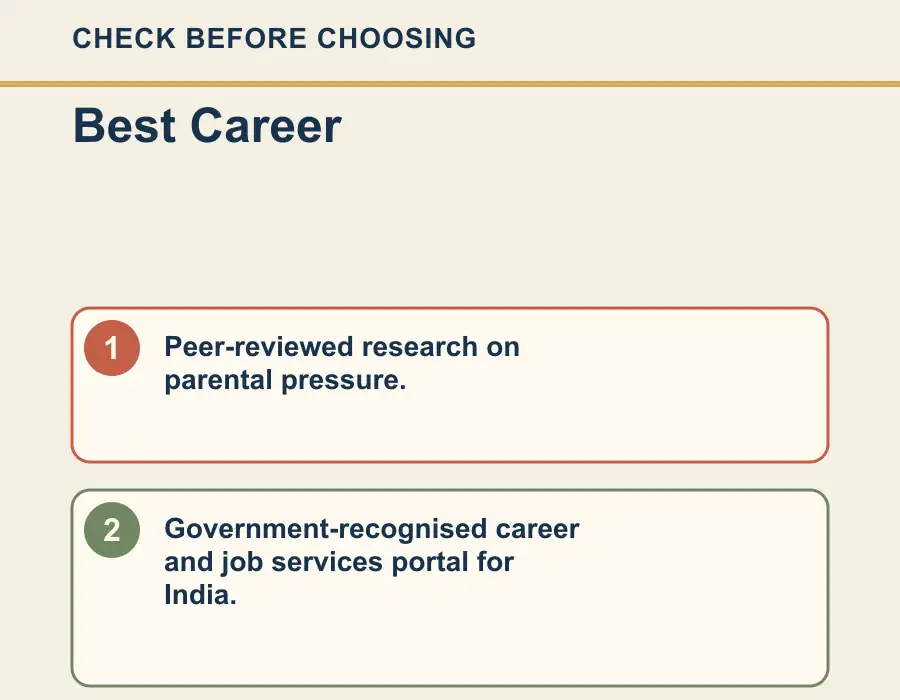 CHECK BEFORE CHOOSING
Best Career
1
Peer-reviewed research on
parental pressure.
2
Government-recognised career
and job services portal for
India.